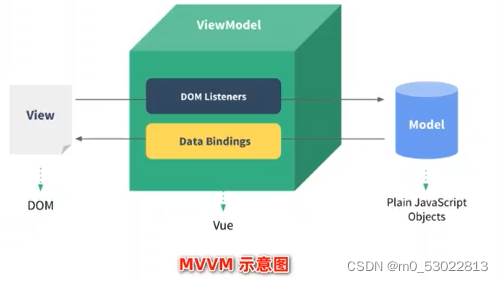 ViewModel
DOM Listeners
View
Model
Data Bindings
DOM
Vue
Plain JavaScript
Objects
MVVM 示意图
CSDN @m0_53022813